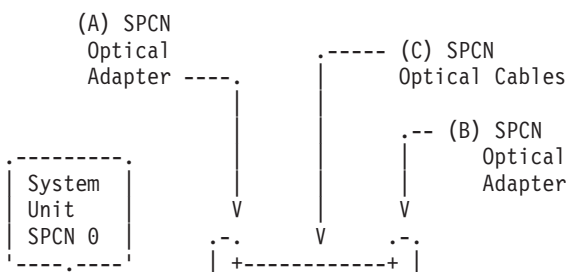 (A) SPCN
Optical
Adapter
(C) SPCN
Optical Cables
(B) SPCN
Optical
Adapter
System
Unit
SPCN 0
V
V
V